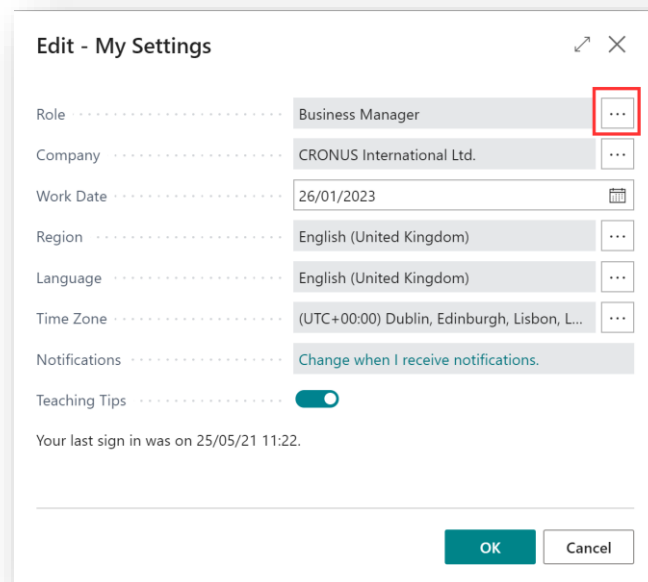 Edit - My Settings
Role Business Manager ...
Company CRONUS International Ltd. ...
Work Date 26/01/2023
Region English (United Kingdom) ...
Language English (United Kingdom) ...
Time Zone (UTC+00:00) Dublin, Edinburgh, Lisbon, L... ...
Notifications Change when I receive notifications.
Teaching Tips
Your last sign in was on 25/05/21 11:22.
OK Cancel